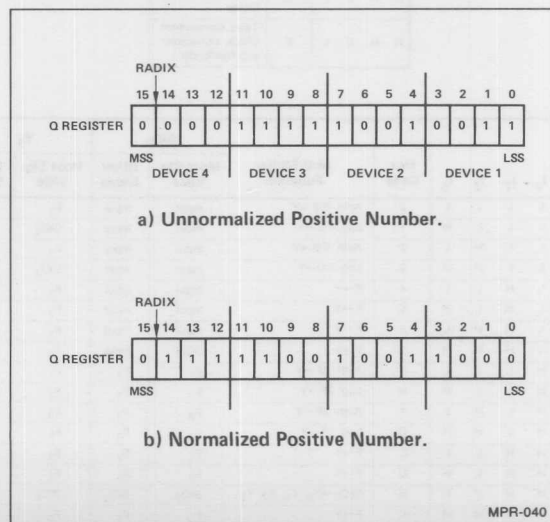 RADIX
15 14 13 12 11 10 9 8 7 6 5 4 3 2 1 0
Q REGISTER 0 0 0 0 1 1 1 1 1 0 0 1 0 0 1 1
MSS LSS
DEVICE 4 DEVICE 3 DEVICE 2 DEVICE 1
a) Unnormalized Positive Number.
RADIX
15 14 13 12 11 10 9 8 7 6 5 4 3 2 1 0
Q REGISTER 0 1 1 1 1 1 0 0 1 0 0 1 1 0 0 0
MSS LSS
b) Normalized Positive Number.
MPR-040